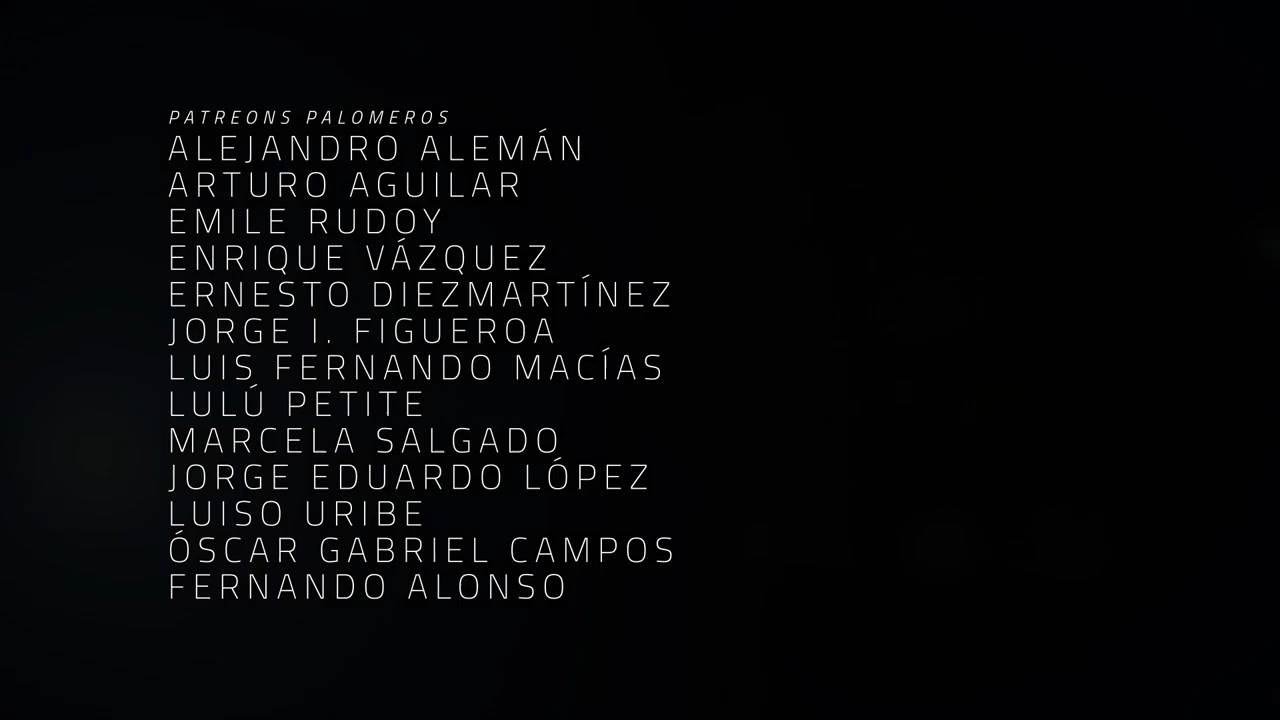 PATREONS PALOMEROS
ALEJANDRO ALEMÁN
ARTURO AGUILAR
EMILE RUDOY
ENRIQUE VÁZQUEZ
ERNESTO DIEZMARTÍNEZ
JORGE I. FIGUEROA
LUIS FERNANDO MACÍAS
LULÚ PETITE
MARCELA SALGADO
JORGE EDUARDO LÓPEZ
LUISO URIBE
ÓSCAR GABRIEL CAMPOS
FERNANDO ALONSO